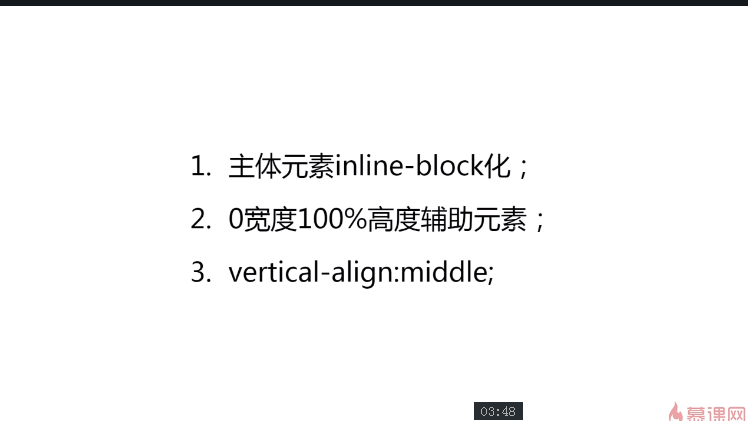 1. 主体元素inline-block化；
2. 0宽度100%高度辅助元素；
3. vertical-align:middle;
03:48
慕课网